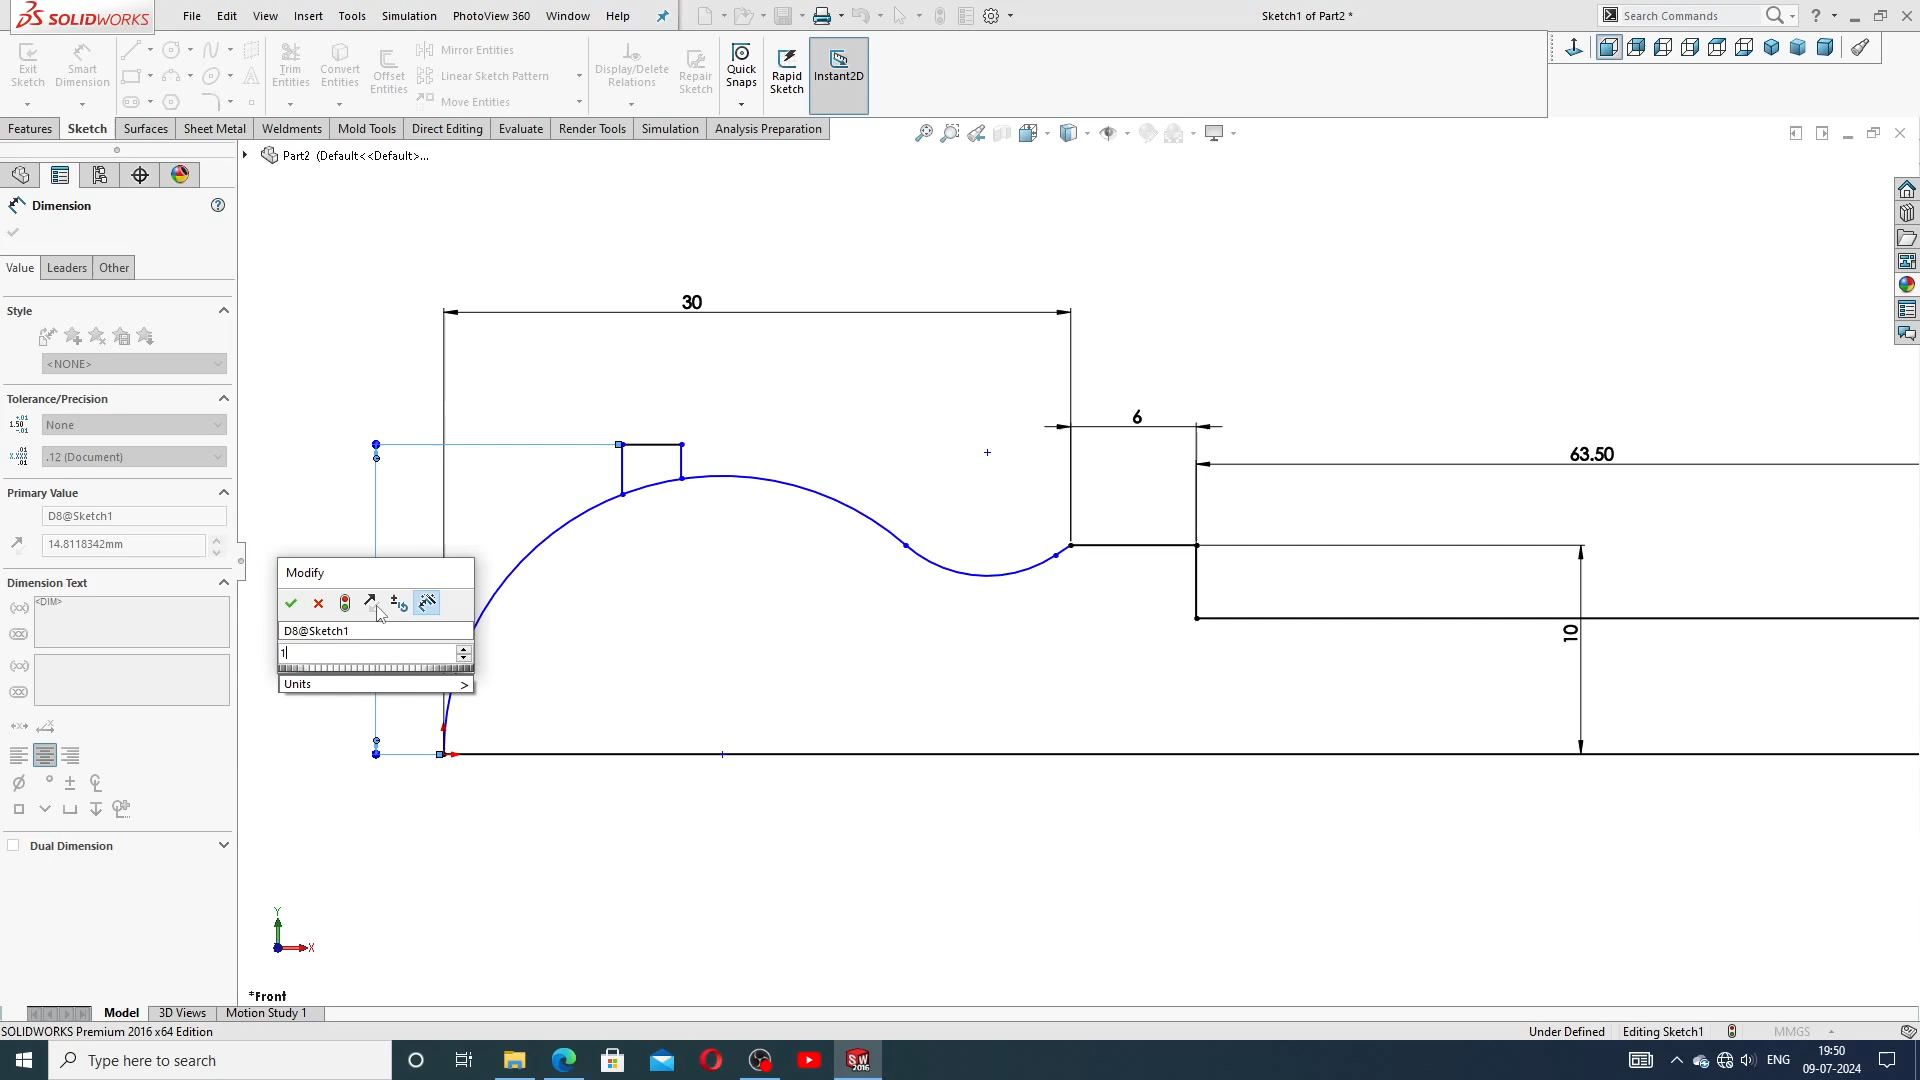 SOLIDWORKS
File Edit View Insert Tools Simulation PhotoView 360 Window Help
Sketch1 of Part2 *
Search Commands
Exit Sketch
Smart Dimension
Trim Entities
Convert Entities
Offset Entities
Mirror Entities
Linear Sketch Pattern
Move Entities
Display/Delete Relations
Repair Sketch
Quick Snaps
Rapid Sketch
Instant2D
Features Sketch Surfaces Sheet Metal Weldments Mold Tools Direct Editing Evaluate Render Tools Simulation Analysis Preparation
Part2 (Default<<Default>...
Dimension
Value Leaders Other
Style
<NONE>
Tolerance/Precision
None
.12 (Document)
Primary Value
D8@Sketch1
14.8118342mm
Dimension Text
<DIM>
Dual Dimension
30
6
63.50
10
Modify
D8@Sketch1
1
Units >
Y
X
*Front
Model 3D Views Motion Study 1
SOLIDWORKS Premium 2016 x64 Edition
Under Defined Editing Sketch1 MMGS
Type here to search
ENG
19:50
09-07-2024